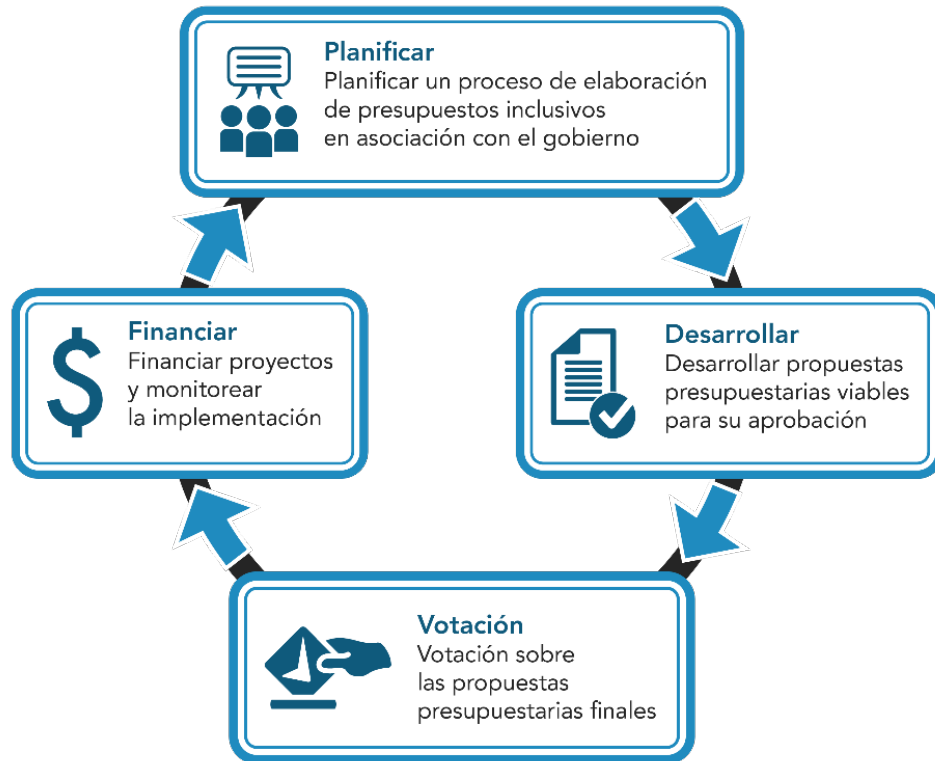 Planificar
Planificar un proceso de elaboración
de presupuestos inclusivos
en asociación con el gobierno
Desarrollar
Desarrollar propuestas
presupuestarias viables
para su aprobación
Votación
Votación sobre
las propuestas
presupuestarias finales
Financiar
Financiar proyectos
y monitorear
la implementación
$